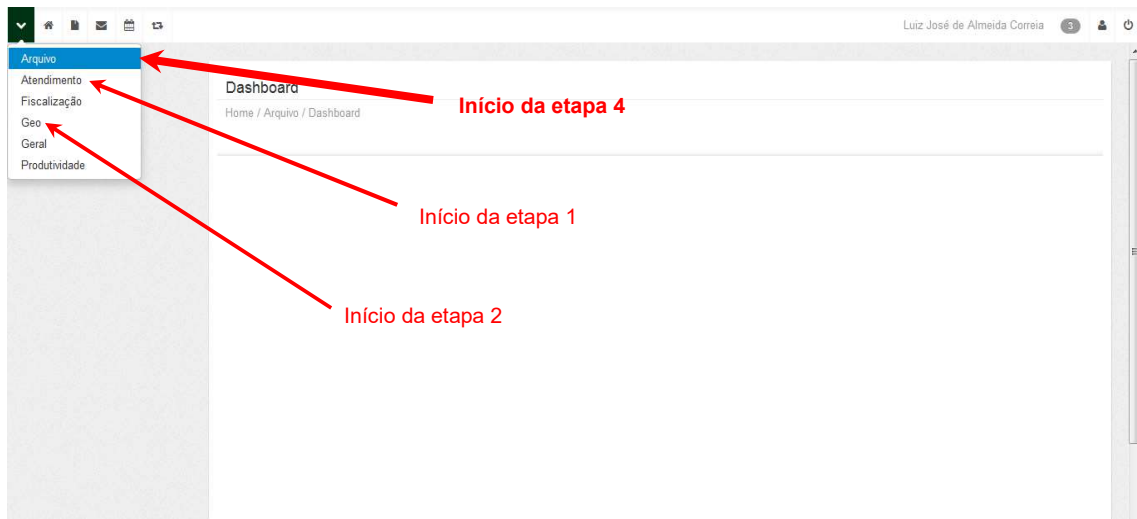 Luiz José de Almeida Correia 3
Arquivo
Atendimento
Fiscalização
Geo
Geral
Produtividade
Dashboard
Home / Arquivo / Dashboard
Início da etapa 4
Início da etapa 1
Início da etapa 2